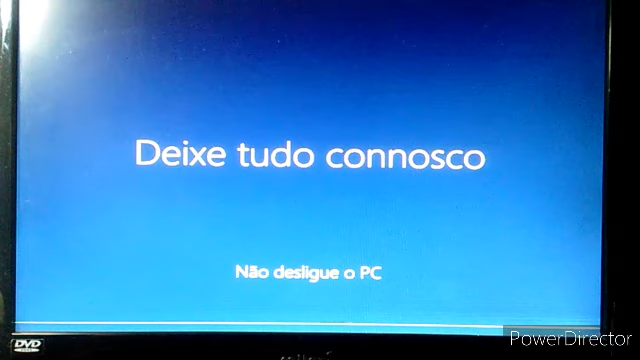 Deixe tudo connosco
Não desligue o PC
DVD
PowerDirector